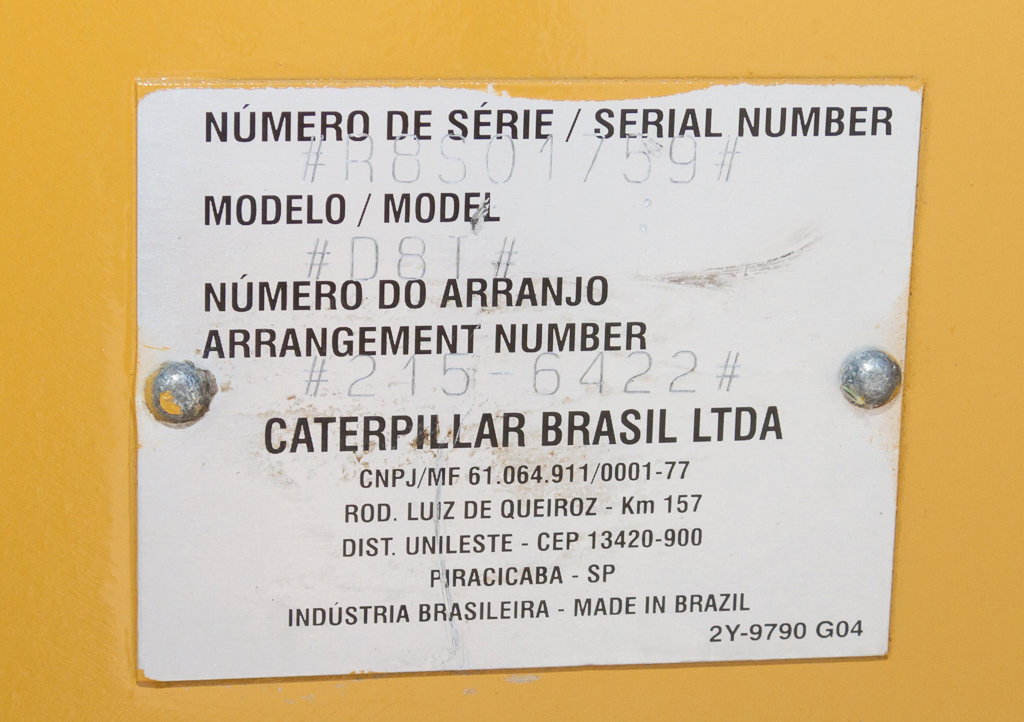 NÚMERO DE SÉRIE / SERIAL NUMBER
#R8S01759#
MODELO / MODEL
#D8T#
NÚMERO DO ARRANJO
ARRANGEMENT NUMBER
#215-6422#
CATERPILLAR BRASIL LTDA
CNPJ/MF 61.064.911/0001-77
ROD. LUIZ DE QUEIROZ - Km 157
DIST. UNILESTE - CEP 13420-900
PIRACICABA - SP
INDÚSTRIA BRASILEIRA - MADE IN BRAZIL
2Y-9790 G04